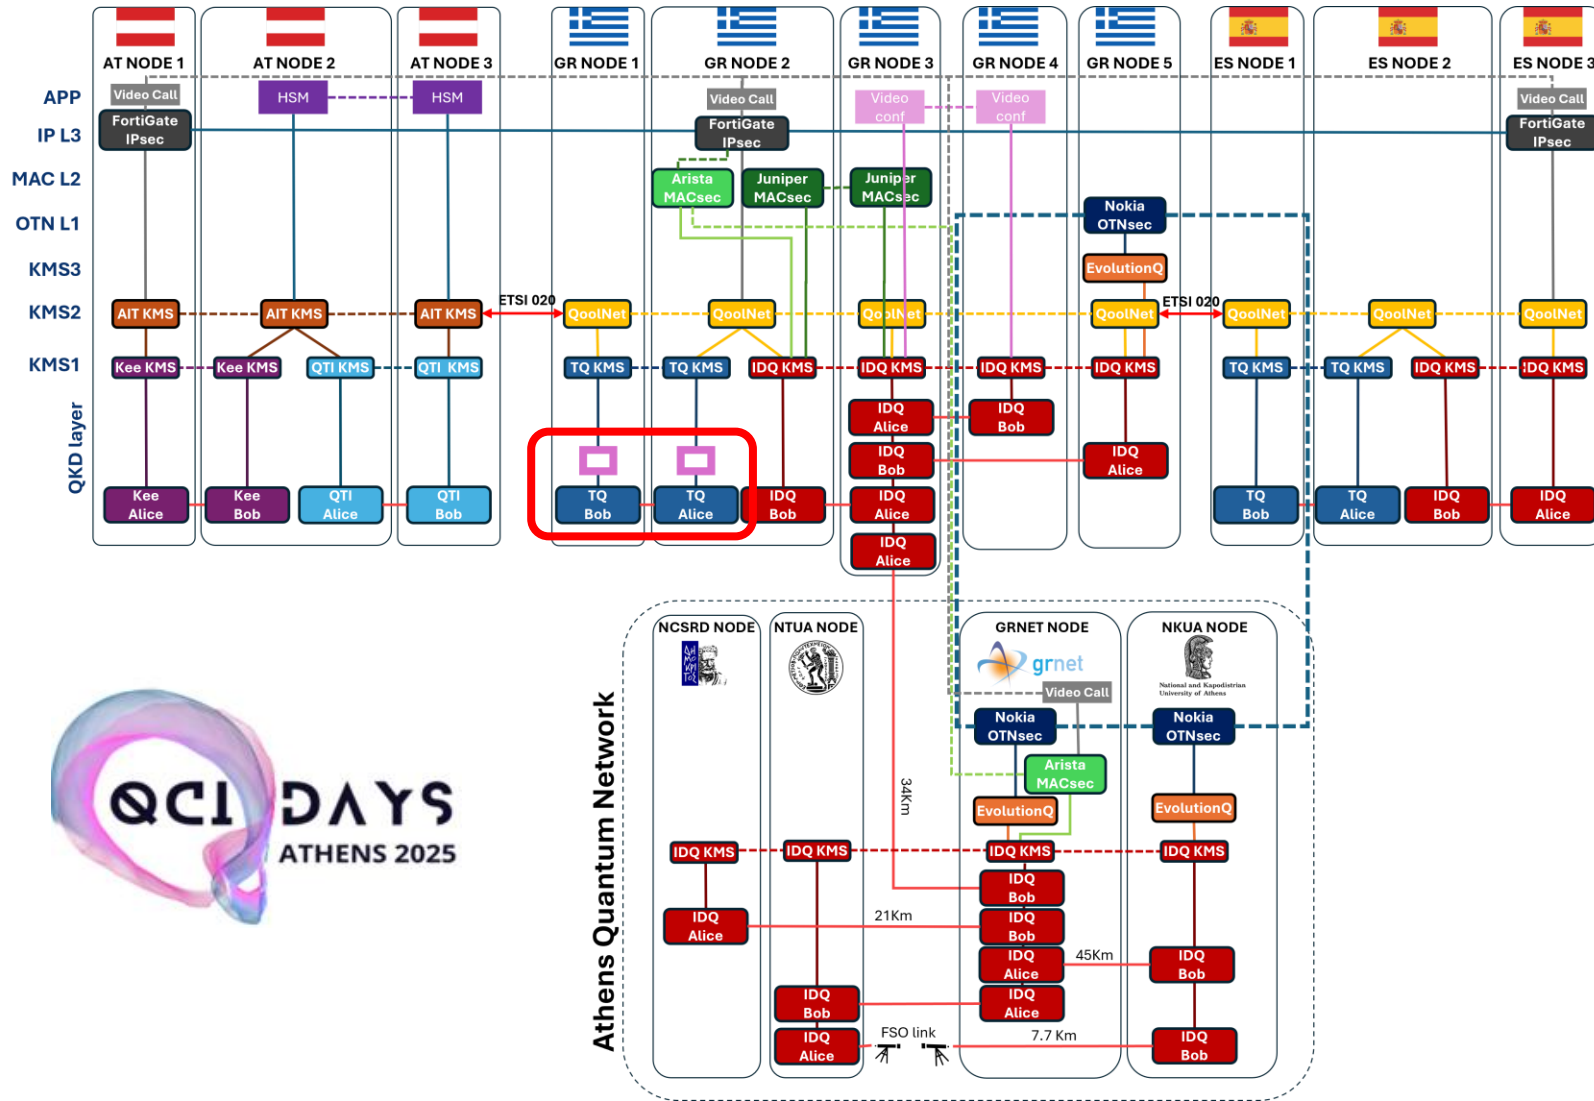 AT NODE 1
AT NODE 2
AT NODE 3
GR NODE 1
GR NODE 2
GR NODE 3
GR NODE 4
GR NODE 5
ES NODE 1
ES NODE 2
ES NODE 3
APP
Video Call
HSM
HSM
Video Call
Video
conf
Video
conf
Video Call
IP L3
FortiGate
IPsec
FortiGate
IPsec
FortiGate
IPsec
MAC L2
Arista
MACsec
Juniper
MACsec
Juniper
MACsec
OTN L1
Nokia
OTNsec
KMS3
EvolutionQ
KMS2
AIT KMS
AIT KMS
AIT KMS
ETSI 020
QoolNet
QoolNet
QoolNet
QoolNet
ETSI 020
QoolNet
QoolNet
QoolNet
KMS1
Kee KMS
Kee KMS
QTI KMS
QTI KMS
TQ KMS
TQ KMS
IDQ KMS
IDQ KMS
IDQ KMS
IDQ KMS
TQ KMS
TQ KMS
IDQ KMS
IDQ KMS
QKD layer
IDQ
Alice
IDQ
Bob
IDQ
Bob
IDQ
Alice
Kee
Alice
Kee
Bob
QTI
Alice
QTI
Bob
TQ
Bob
TQ
Alice
IDQ
Bob
IDQ
Alice
TQ
Bob
TQ
Alice
IDQ
Bob
IDQ
Alice
IDQ
Alice
Athens Quantum Network
NCSRD NODE
NTUA NODE
GRNET NODE
NKUA NODE
ΔΗ
ΜΟ
ΚΡΙ
ΤΟΣ
grnet
National and Kapodistrian
University of Athens
Video Call
Nokia
OTNsec
Nokia
OTNsec
Arista
MACsec
34Km
EvolutionQ
EvolutionQ
IDQ KMS
IDQ KMS
IDQ KMS
IDQ KMS
IDQ
Bob
IDQ
Alice
21Km
IDQ
Bob
IDQ
Alice
45Km
IDQ
Bob
IDQ
Bob
IDQ
Alice
IDQ
Alice
FSO link
7.7 Km
IDQ
Bob
QCI DAYS
ATHENS 2025